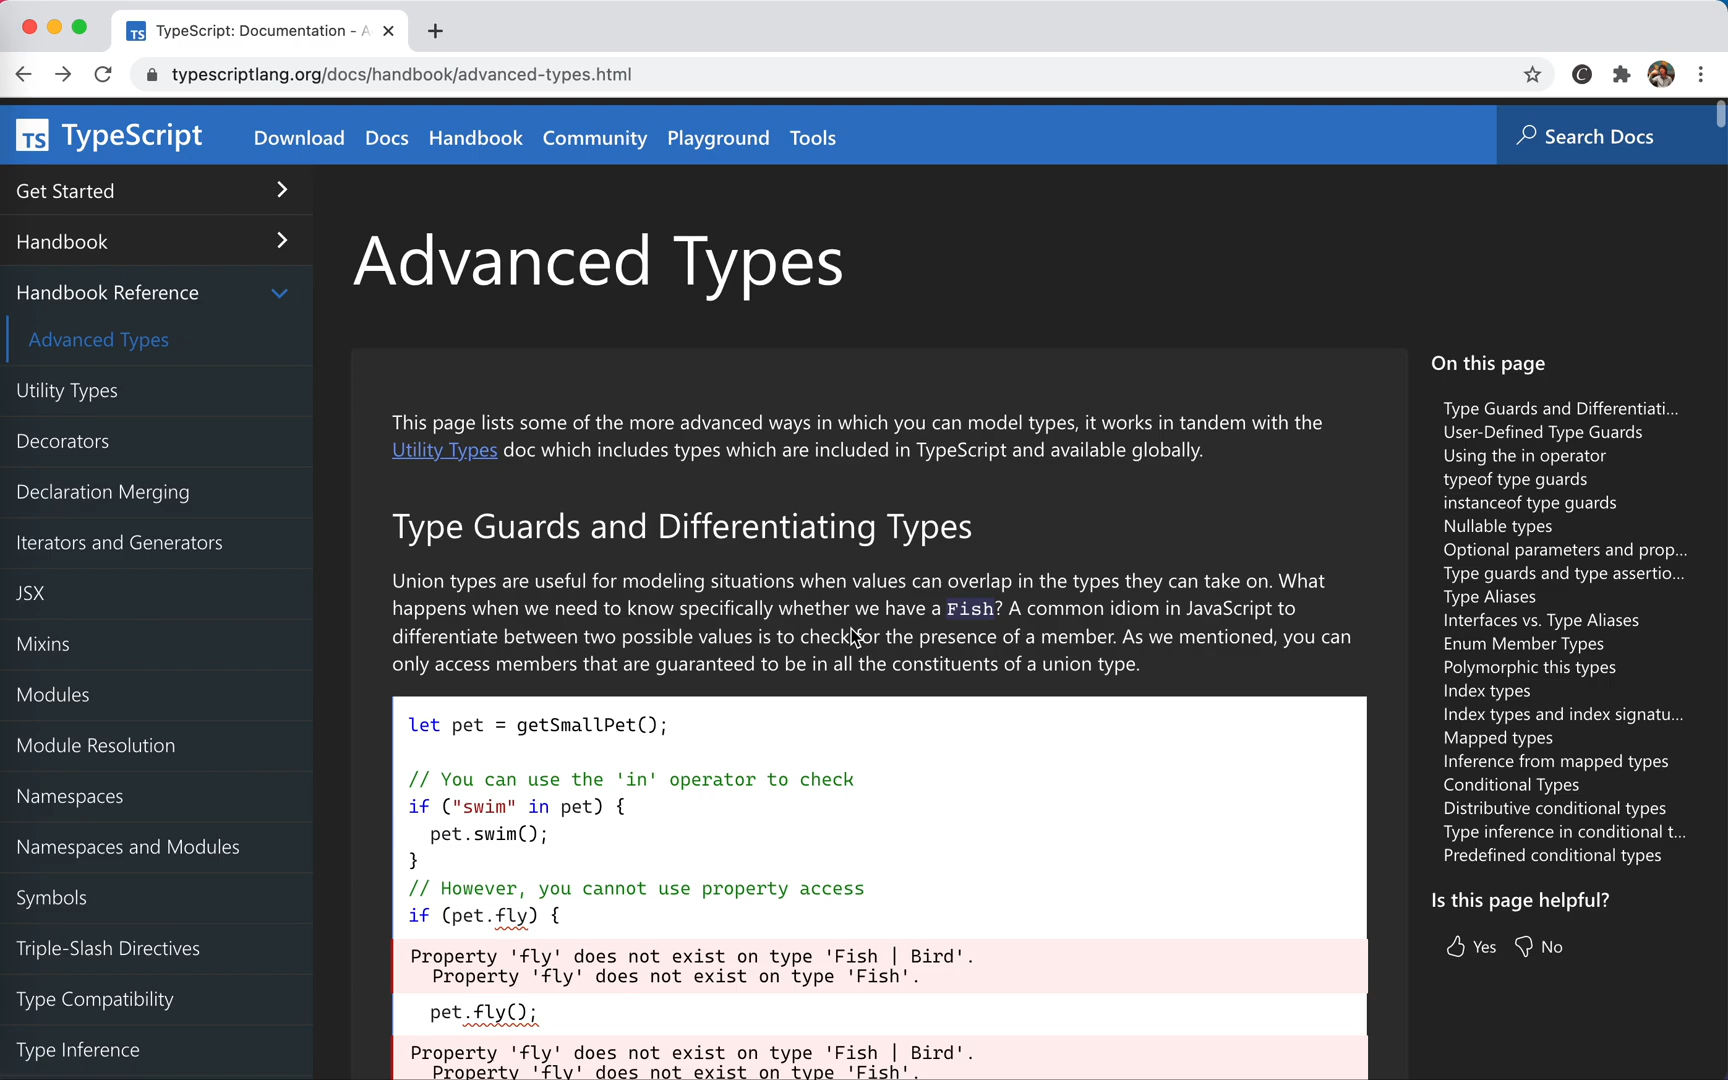 TS TypeScript: Documentation - A
typescriptlang.org/docs/handbook/advanced-types.html
TS TypeScript
Download Docs Handbook Community Playground Tools
Search Docs
Get Started
Handbook
Handbook Reference
Advanced Types
Utility Types
Decorators
Declaration Merging
Iterators and Generators
JSX
Mixins
Modules
Module Resolution
Namespaces
Namespaces and Modules
Symbols
Triple-Slash Directives
Type Compatibility
Type Inference
Advanced Types
This page lists some of the more advanced ways in which you can model types, it works in tandem with the
Utility Types doc which includes types which are included in TypeScript and available globally.
Type Guards and Differentiating Types
Union types are useful for modeling situations when values can overlap in the types they can take on. What
happens when we need to know specifically whether we have a Fish? A common idiom in JavaScript to
differentiate between two possible values is to check for the presence of a member. As we mentioned, you can
only access members that are guaranteed to be in all the constituents of a union type.
let pet = getSmallPet();
// You can use the 'in' operator to check
if ("swim" in pet) {
pet.swim();
}
// However, you cannot use property access
if (pet.fly) {
Property 'fly' does not exist on type 'Fish | Bird'.
Property 'fly' does not exist on type 'Fish'.
pet.fly();
Property 'fly' does not exist on type 'Fish | Bird'.
Property 'fly' does not exist on type 'Fish'.
On this page
Type Guards and Differentiati...
User-Defined Type Guards
Using the in operator
typeof type guards
instanceof type guards
Nullable types
Optional parameters and prop...
Type guards and type assertio...
Type Aliases
Interfaces vs. Type Aliases
Enum Member Types
Polymorphic this types
Index types
Index types and index signatu...
Mapped types
Inference from mapped types
Conditional Types
Distributive conditional types
Type inference in conditional t...
Predefined conditional types
Is this page helpful?
Yes No